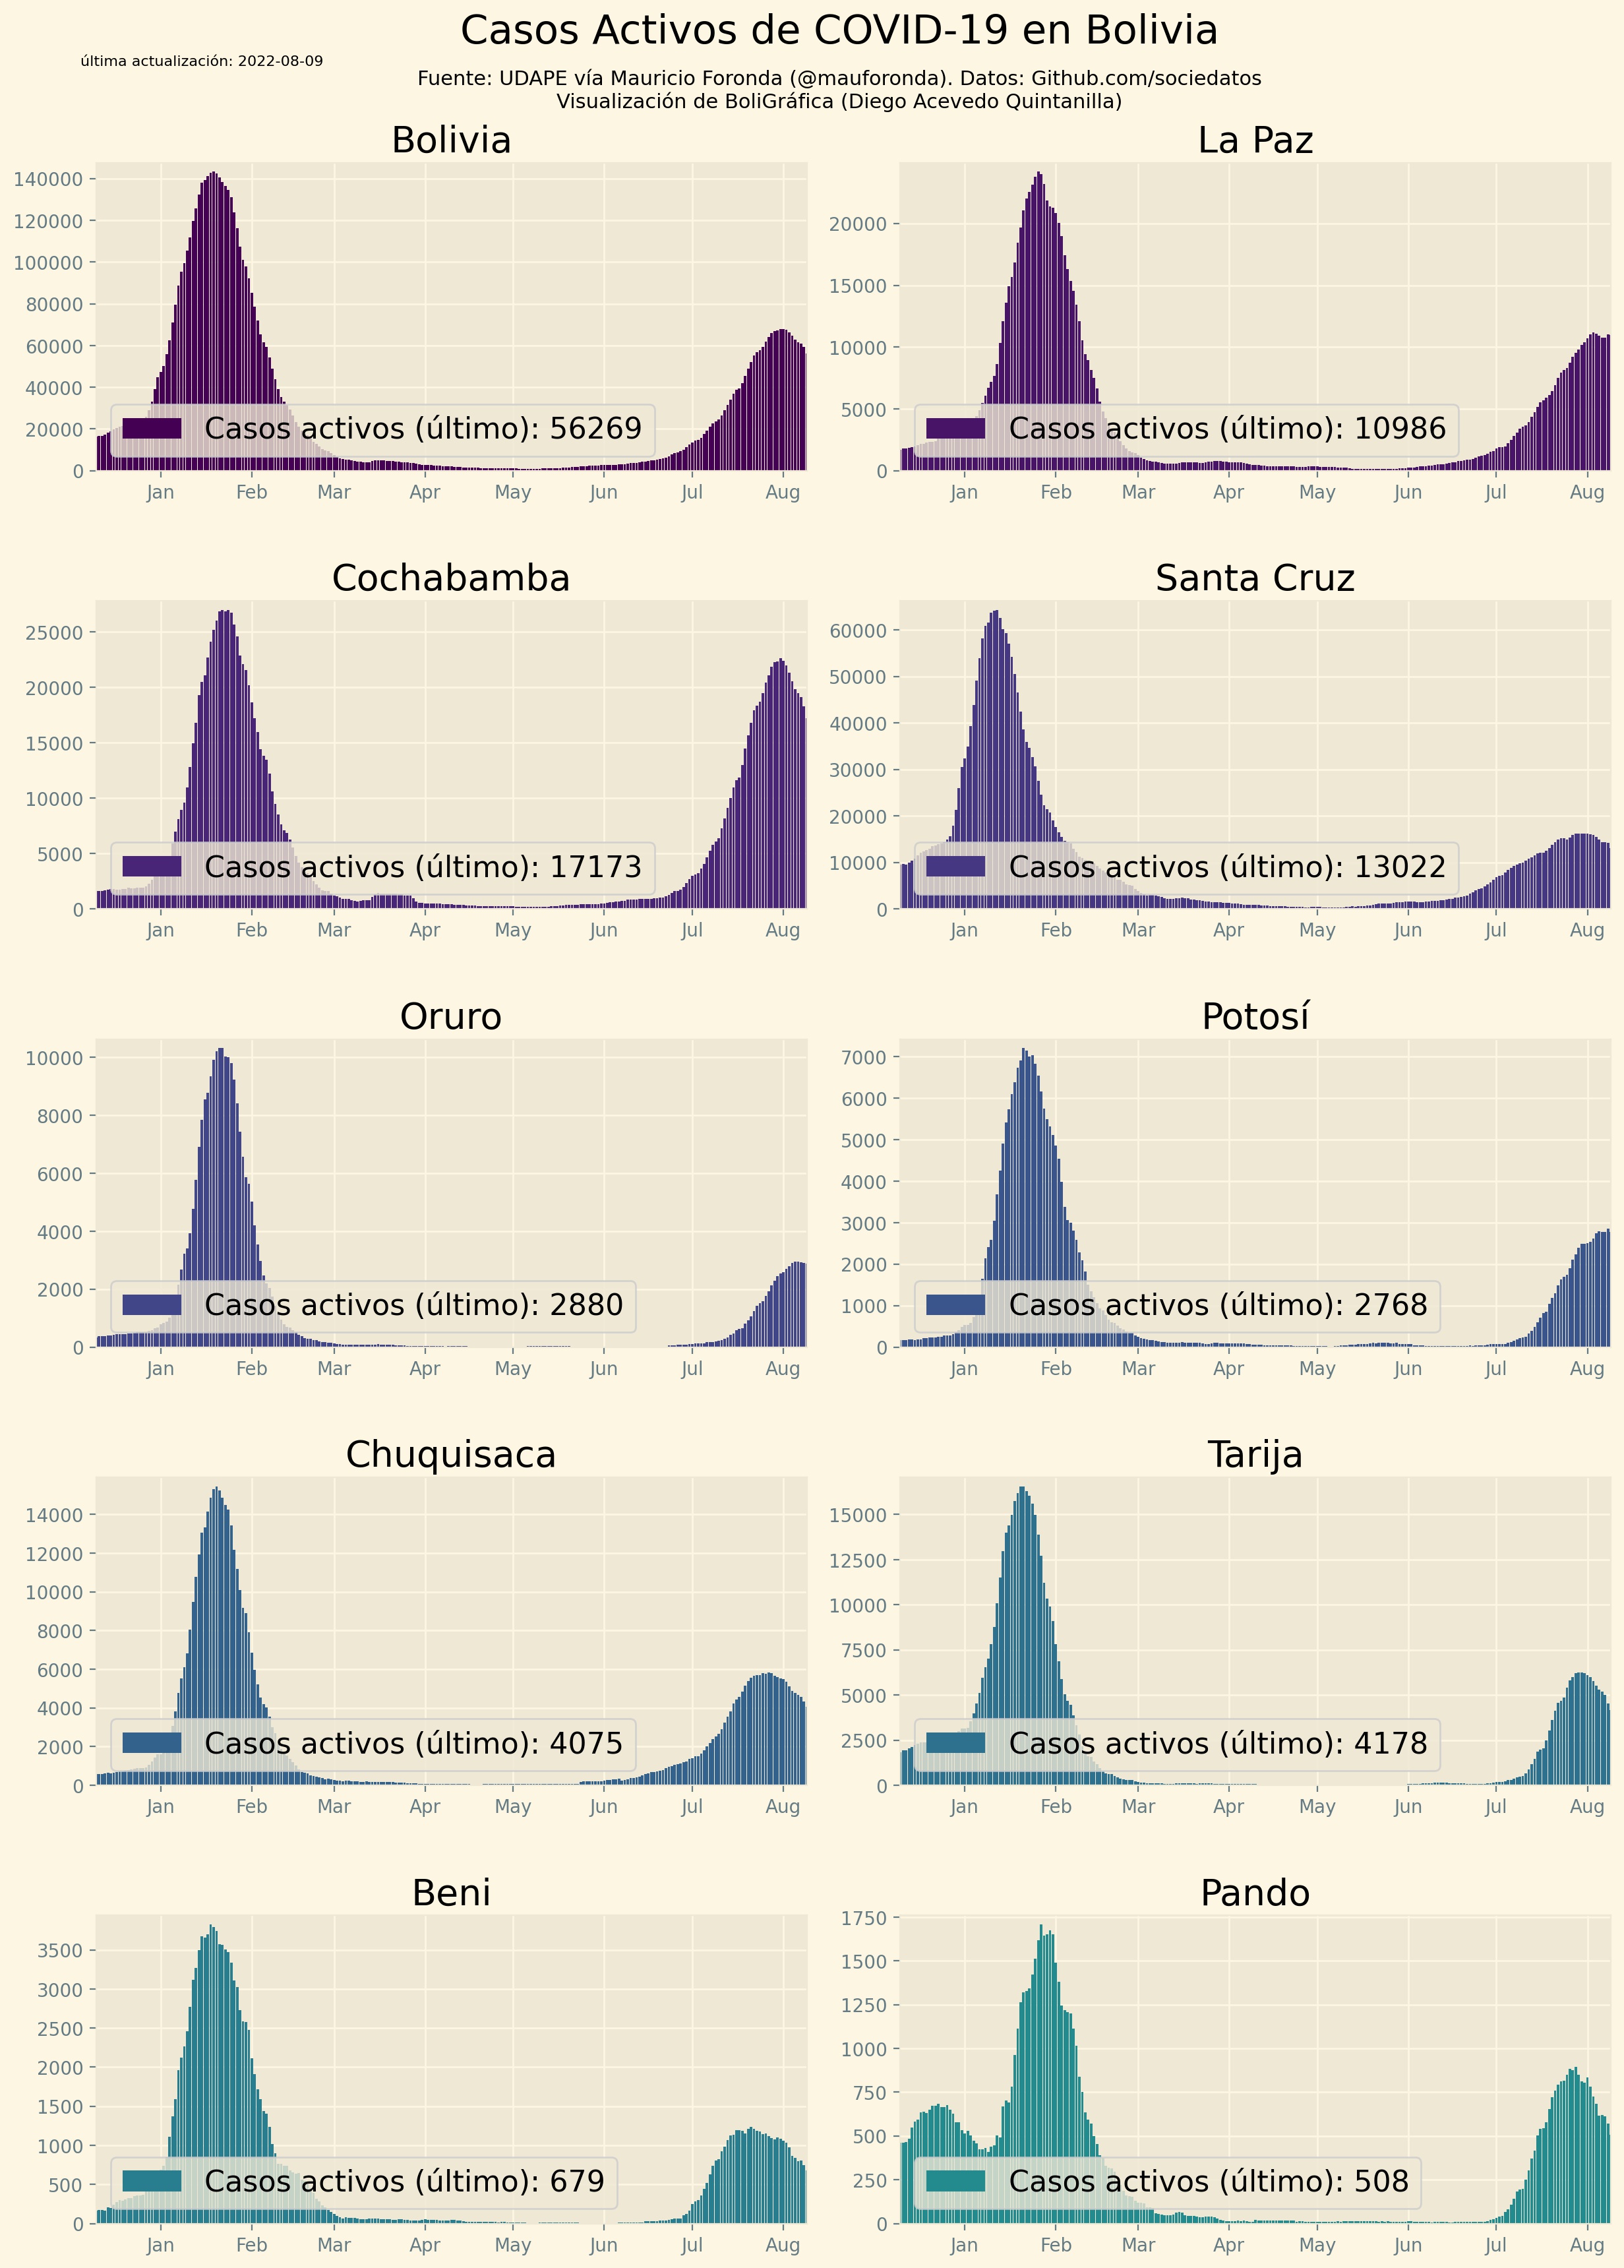 Casos Activos de COVID-19 en Bolivia
última actualización: 2022-08-09
Fuente: UDAPE vía Mauricio Foronda (@mauforonda). Datos: Github.com/sociedatos
Visualización de BoliGráfica (Diego Acevedo Quintanilla)
Bolivia
140000
120000
100000
80000
60000
40000
20000
0
Casos activos (último): 56269
Jan Feb Mar Apr May Jun Jul Aug
La Paz
20000
15000
10000
5000
0
Casos activos (último): 10986
Jan Feb Mar Apr May Jun Jul Aug
Cochabamba
25000
20000
15000
10000
5000
0
Casos activos (último): 17173
Jan Feb Mar Apr May Jun Jul Aug
Santa Cruz
60000
50000
40000
30000
20000
10000
0
Casos activos (último): 13022
Jan Feb Mar Apr May Jun Jul Aug
Oruro
10000
8000
6000
4000
2000
0
Casos activos (último): 2880
Jan Feb Mar Apr May Jun Jul Aug
Potosí
7000
6000
5000
4000
3000
2000
1000
0
Casos activos (último): 2768
Jan Feb Mar Apr May Jun Jul Aug
Chuquisaca
14000
12000
10000
8000
6000
4000
2000
0
Casos activos (último): 4075
Jan Feb Mar Apr May Jun Jul Aug
Tarija
15000
12500
10000
7500
5000
2500
0
Casos activos (último): 4178
Jan Feb Mar Apr May Jun Jul Aug
Beni
3500
3000
2500
2000
1500
1000
500
0
Casos activos (último): 679
Jan Feb Mar Apr May Jun Jul Aug
Pando
1750
1500
1250
1000
750
500
250
0
Casos activos (último): 508
Jan Feb Mar Apr May Jun Jul Aug